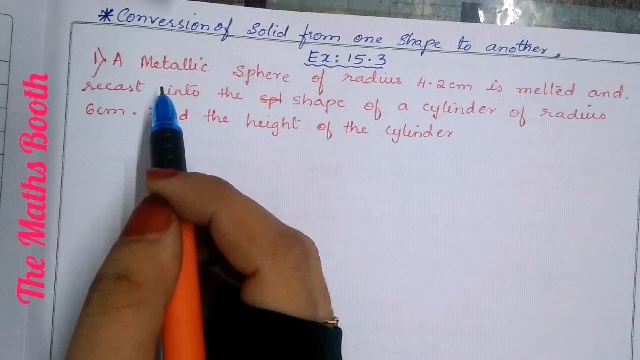 *Conversion of Solid from one shape to another.
Ex: 15.3
1). A Metallic Sphere of radius 4.2cm is melted and
recast into the shape of a cylinder of radius
6cm. the height of the cylinder
The Maths Booth